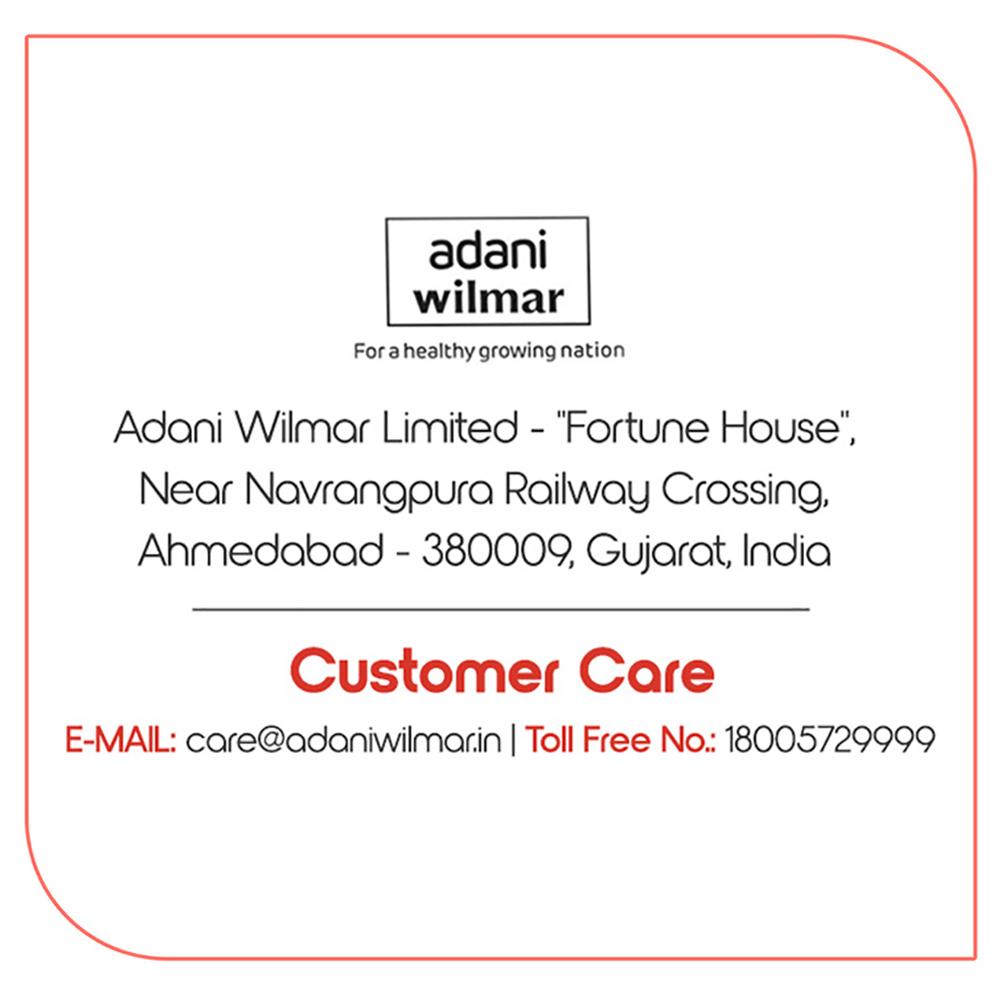 adani
wilmar
For a healthy growing nation
Adani Wilmar Limited - "Fortune House",
Near Navrangpura Railway Crossing,
Ahmedabad - 380009, Gujarat, India
Customer Care
E-MAIL: care@adaniwilmar.in | Toll Free No.: 18005729999